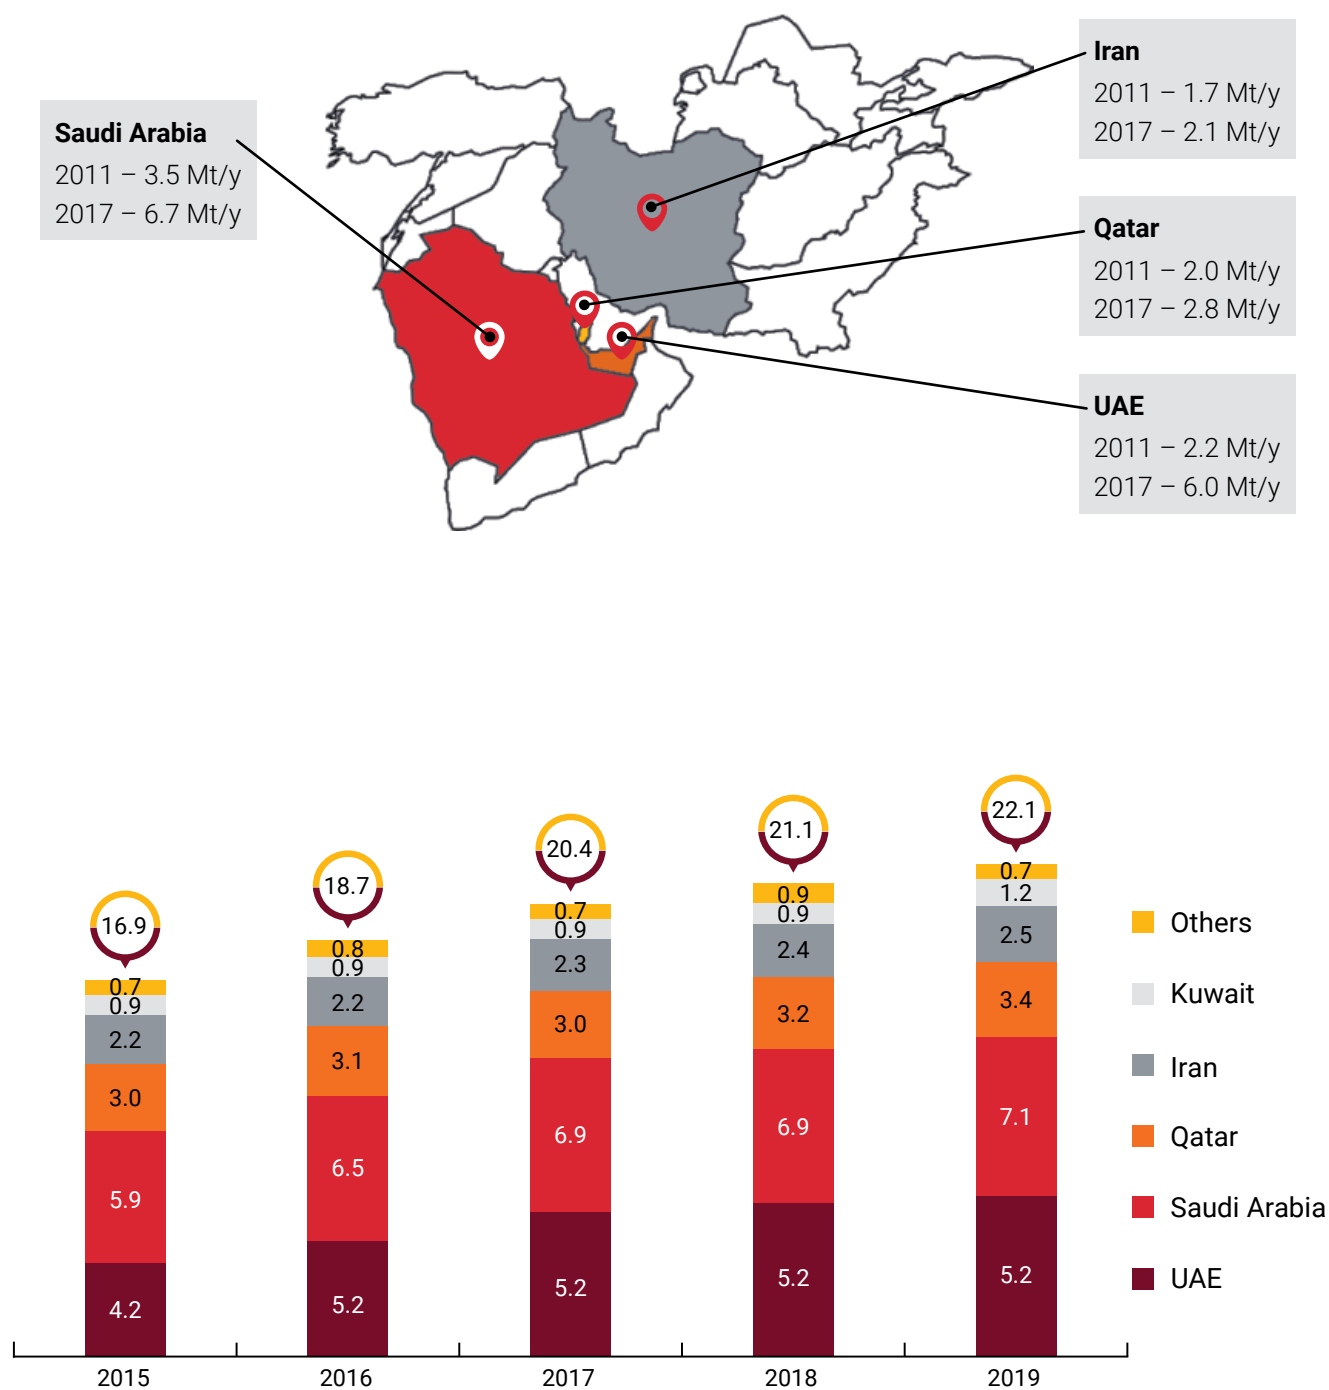 Saudi Arabia
2011 – 3.5 Mt/y
2017 – 6.7 Mt/y
Iran
2011 – 1.7 Mt/y
2017 – 2.1 Mt/y
Qatar
2011 – 2.0 Mt/y
2017 – 2.8 Mt/y
UAE
2011 – 2.2 Mt/y
2017 – 6.0 Mt/y
16.9
0.7
0.9
2.2
3.0
5.9
4.2
2015
18.7
0.8
0.9
2.2
3.1
6.5
5.2
2016
20.4
0.7
0.9
2.3
3.0
6.9
5.2
2017
21.1
0.9
0.9
2.4
3.2
6.9
5.2
2018
22.1
0.7
1.2
2.5
3.4
7.1
5.2
2019
Others
Kuwait
Iran
Qatar
Saudi Arabia
UAE